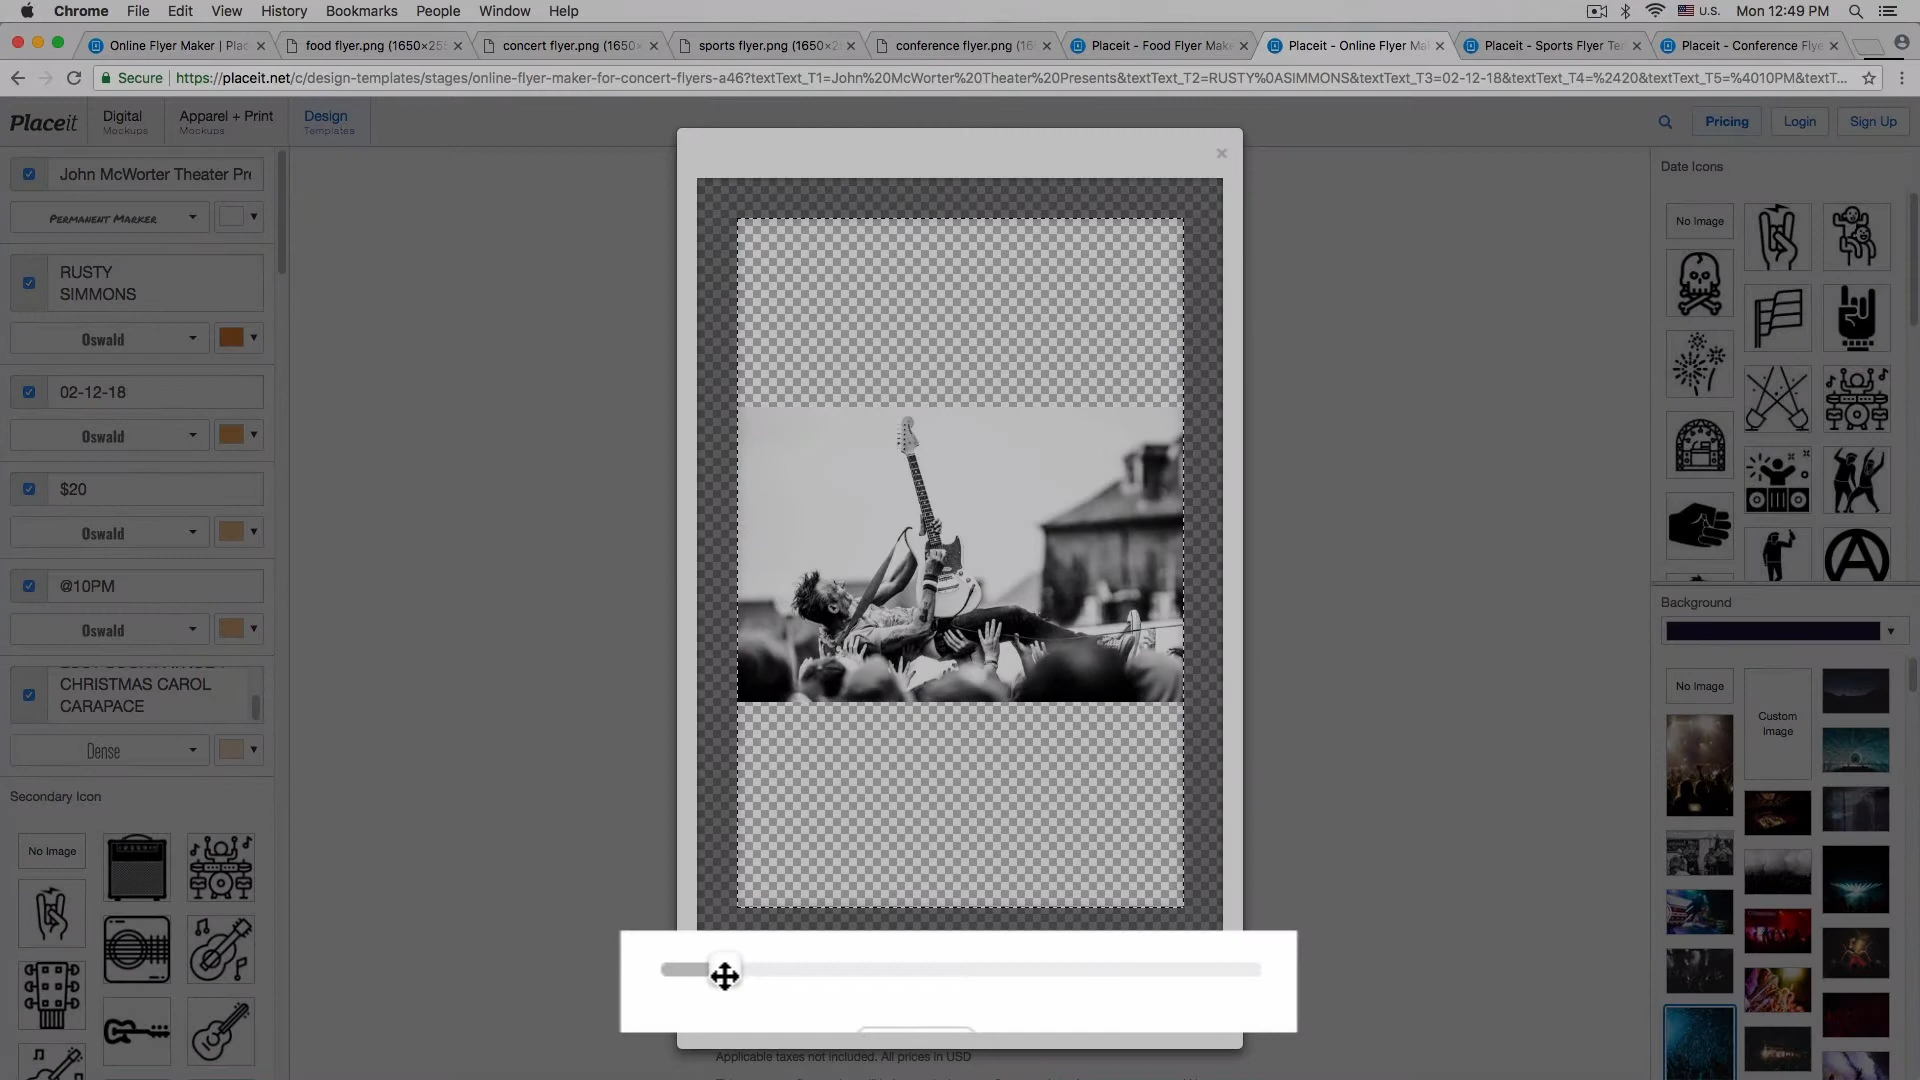 Chrome File Edit View History Bookmarks People Window Help
U.S. Mon 12:49 PM
Online Flyer Maker | Plac
food flyer.png (1650×255
concert flyer.png (1650×
sports flyer.png (1650×2
conference flyer.png (16
Placeit - Food Flyer Make
Placeit - Online Flyer Ma
Placeit - Sports Flyer Ten
Placeit - Conference Flye
Secure https://placeit.net/c/design-templates/stages/online-flyer-maker-for-concert-flyers-a46?textText_T1=John%20McWorter%20Theater%20Presents&textText_T2=RUSTY%0ASIMMONS&textText_T3=02-12-18&textText_T4=%2420&textText_T5=%4010PM&textT...
Placeit
Digital
Mockups
Apparel + Print
Mockups
Design
Templates
Pricing
Login
Sign Up
John McWorter Theater Pre
PERMANENT MARKER
RUSTY
SIMMONS
Oswald
02-12-18
Oswald
$20
Oswald
@10PM
Oswald
CHRISTMAS CAROL
CARAPACE
Dense
Secondary Icon
No Image
Applicable taxes not included. All prices in USD
Date Icons
No Image
Background
No Image
Custom
Image